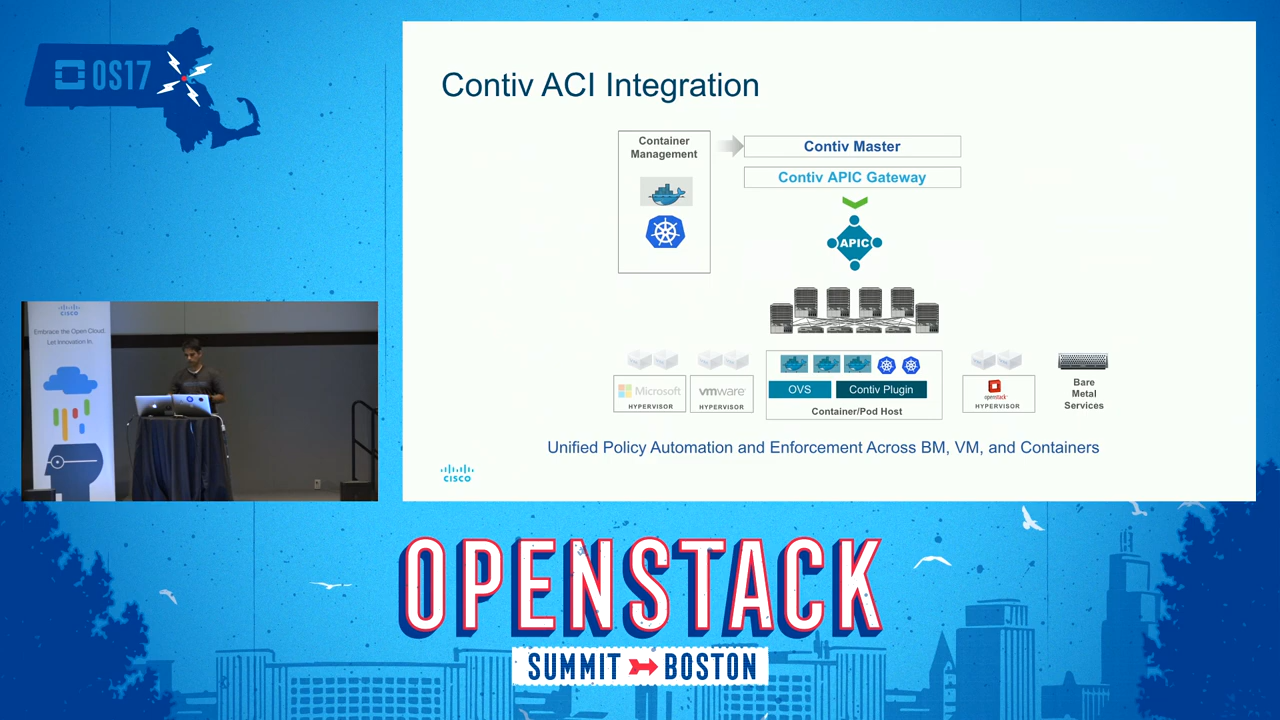 OS17
Contiv ACI Integration
Container
Management
Contiv Master
Contiv APIC Gateway
APIC
Microsoft
HYPERVISOR
vmware
HYPERVISOR
OVS
Contiv Plugin
Container/Pod Host
openstack
HYPERVISOR
Bare
Metal
Services
Unified Policy Automation and Enforcement Across BM, VM, and Containers
CISCO
CISCO
Embrace the Open Cloud.
Let Innovation In.
OPENSTACK
SUMMIT BOSTON